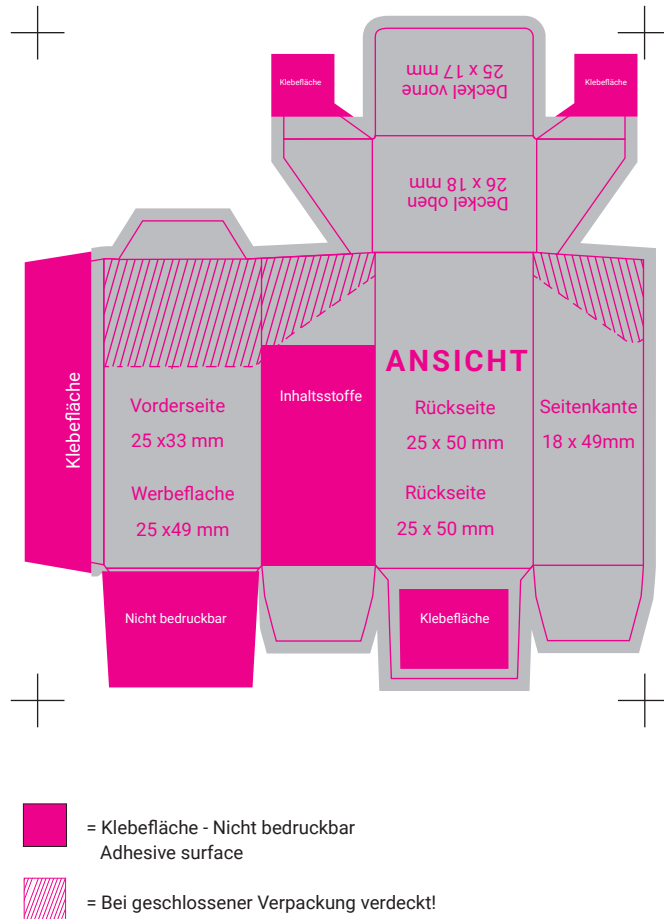 Klebefläche
Deckel vorne
25 x 17 mm
Klebefläche
Deckel oben
26 x 18 mm
Klebefläche
ANSICHT
Inhaltsstoffe
Vorderseite
25 x33 mm
Werbeflache
25 x49 mm
Rückseite
25 x 50 mm
Rückseite
25 x 50 mm
Seitenkante
18 x 49mm
Nicht bedruckbar
Klebefläche
= Klebefläche - Nicht bedruckbar
Adhesive surface
= Bei geschlossener Verpackung verdeckt!